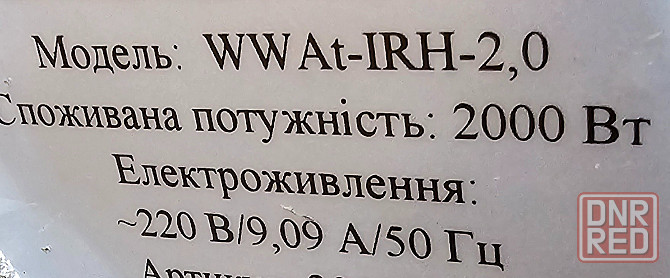 Модель: WWAt-IRH-2,0
Споживана потужність: 2000 Вт
Електроживлення:
~220 В/9,09 А/50 Гц
DNR
RED